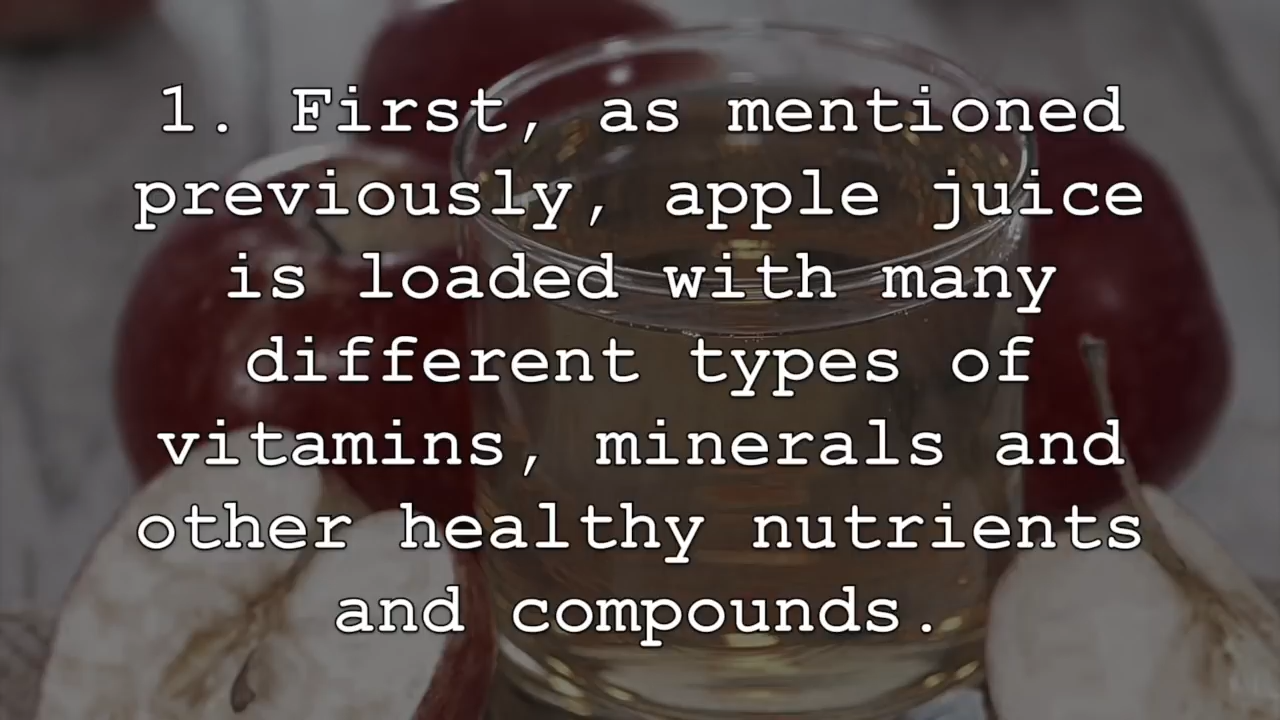 1. First, as mentioned
previously, apple juice
is loaded with many
different types of
vitamins, minerals and
other healthy nutrients
and compounds.